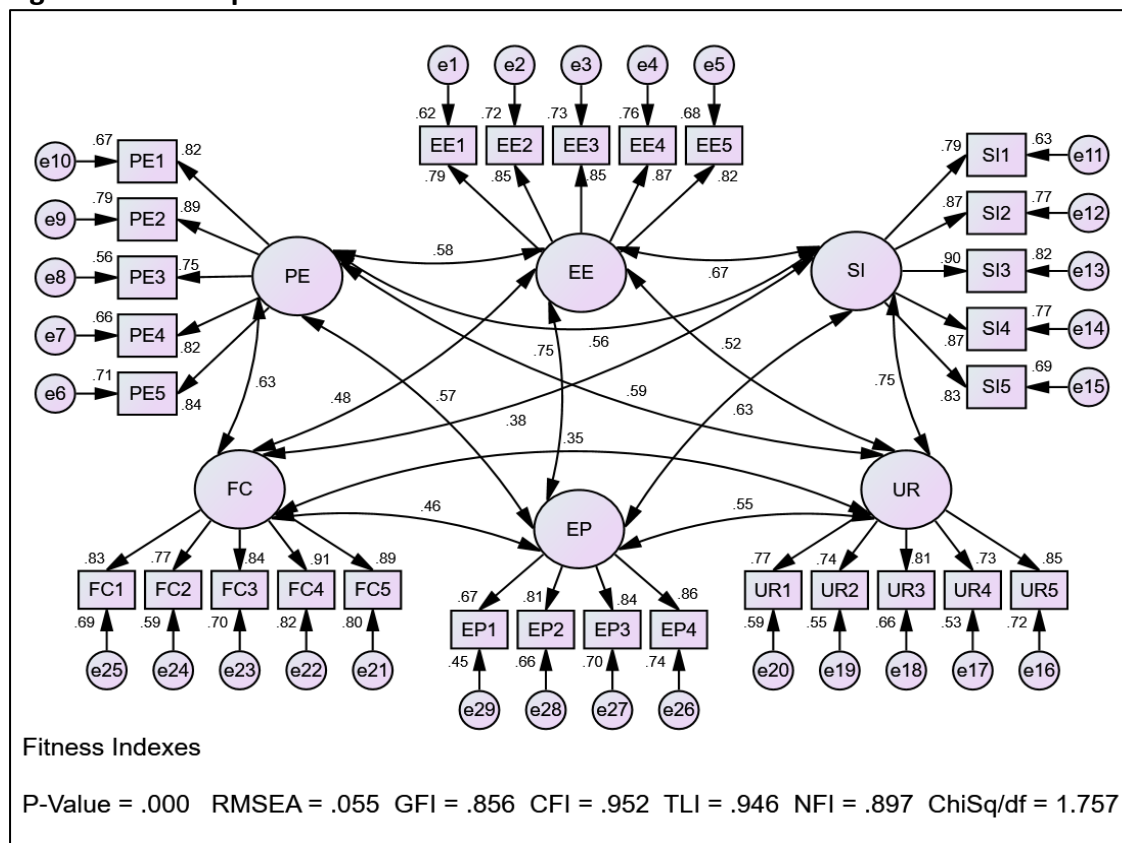 e1 e2 e3 e4 e5
.62 .72 .73 .76 .68
EE1 EE2 EE3 EE4 EE5
.79 .85 .85 .87 .82
e10 .67 PE1 .82
e9 .79 PE2 .89
e8 .56 PE3 .75
e7 .66 PE4 .82
e6 .71 PE5 .84
.79 SI1 .63 e11
.87 SI2 .77 e12
.90 SI3 .82 e13
.87 SI4 .77 e14
.83 SI5 .69 e15
PE EE SI
.58 .67
.75 .56 .52
.63 .48 .57 .59 .63 .75
.38 .35
FC EP UR
.46 .55
.83 .77 .84 .91 .89
FC1 FC2 FC3 FC4 FC5
.69 .59 .70 .82 .80
e25 e24 e23 e22 e21
.67 .81 .84 .86
EP1 EP2 EP3 EP4
.45 .66 .70 .74
e29 e28 e27 e26
.77 .74 .81 .73 .85
UR1 UR2 UR3 UR4 UR5
.59 .55 .66 .53 .72
e20 e19 e18 e17 e16
Fitness Indexes
P-Value = .000 RMSEA = .055 GFI = .856 CFI = .952 TLI = .946 NFI = .897 ChiSq/df = 1.757